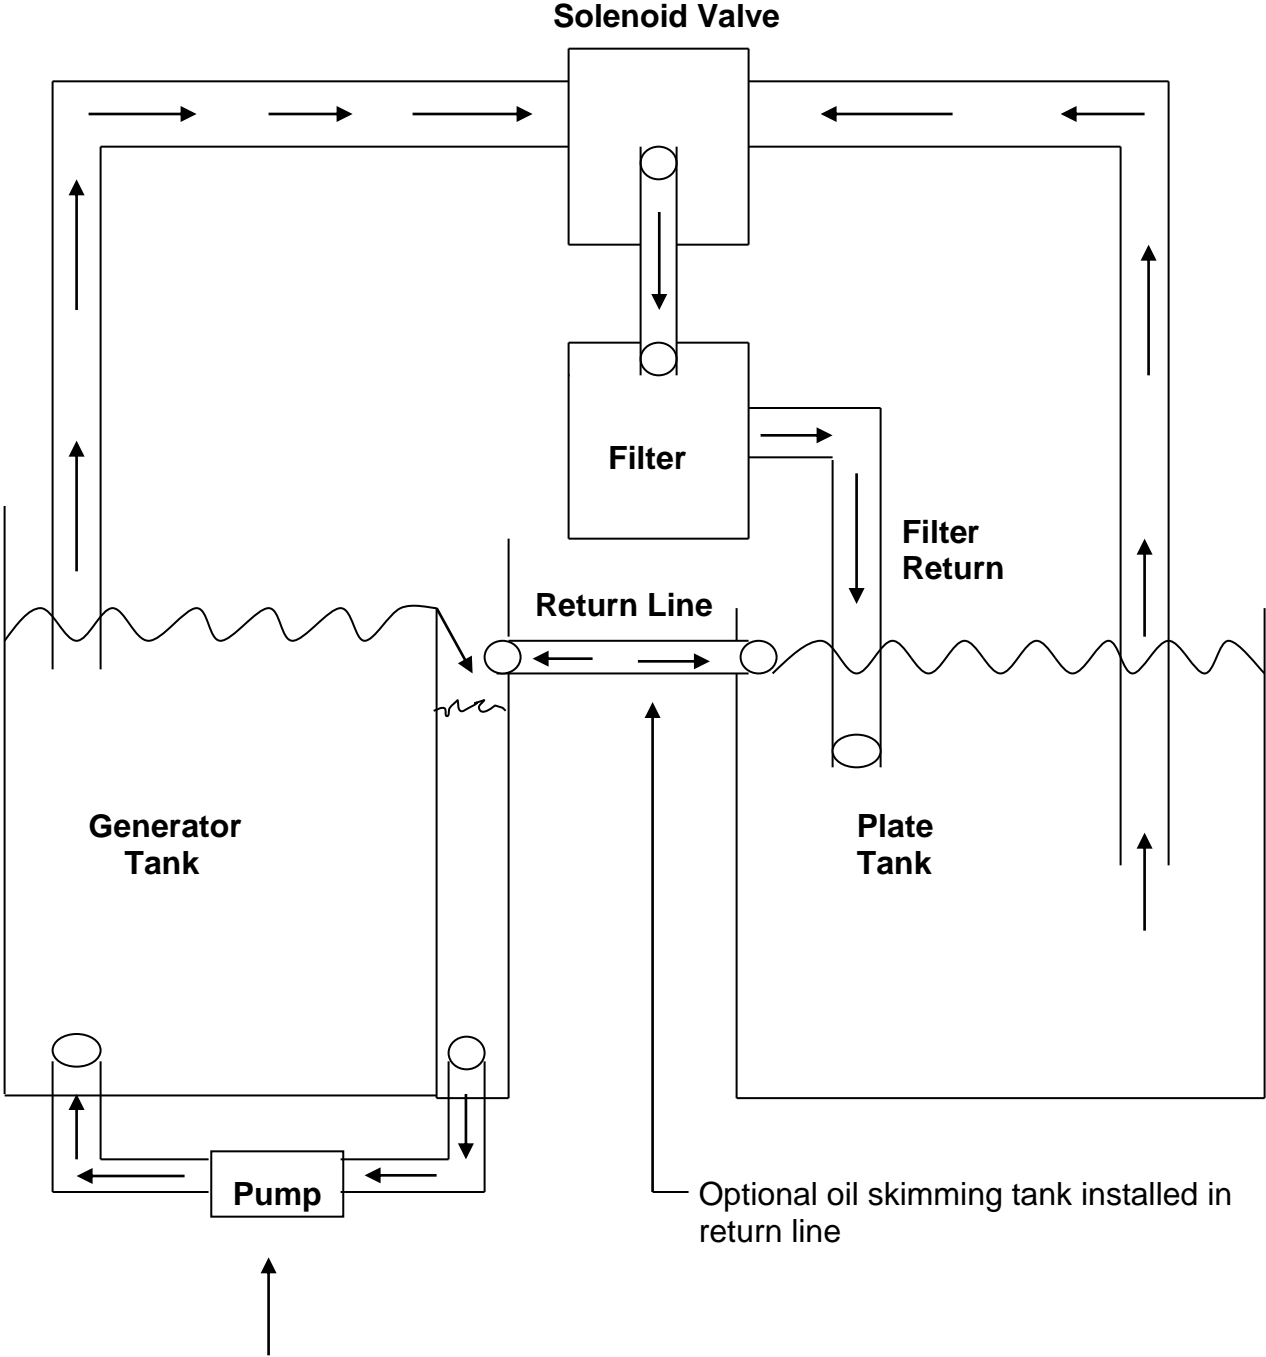 Solenoid Valve
Filter
Filter
Return
Return Line
Generator
Tank
Plate
Tank
Pump
Optional oil skimming tank installed in
return line